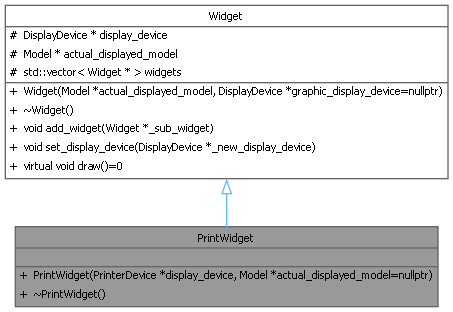 Widget
# DisplayDevice * display_device
# Model * actual_displayed_model
# std::vector< Widget * > widgets
+ Widget(Model *actual_displayed_model, DisplayDevice *graphic_display_device=nullptr)
+ ~Widget()
+ void add_widget(Widget *_sub_widget)
+ void set_display_device(DisplayDevice *_new_display_device)
+ virtual void draw()=0
PrintWidget
+ PrintWidget(PrinterDevice *display_device, Model *actual_displayed_model=nullptr)
+ ~PrintWidget()